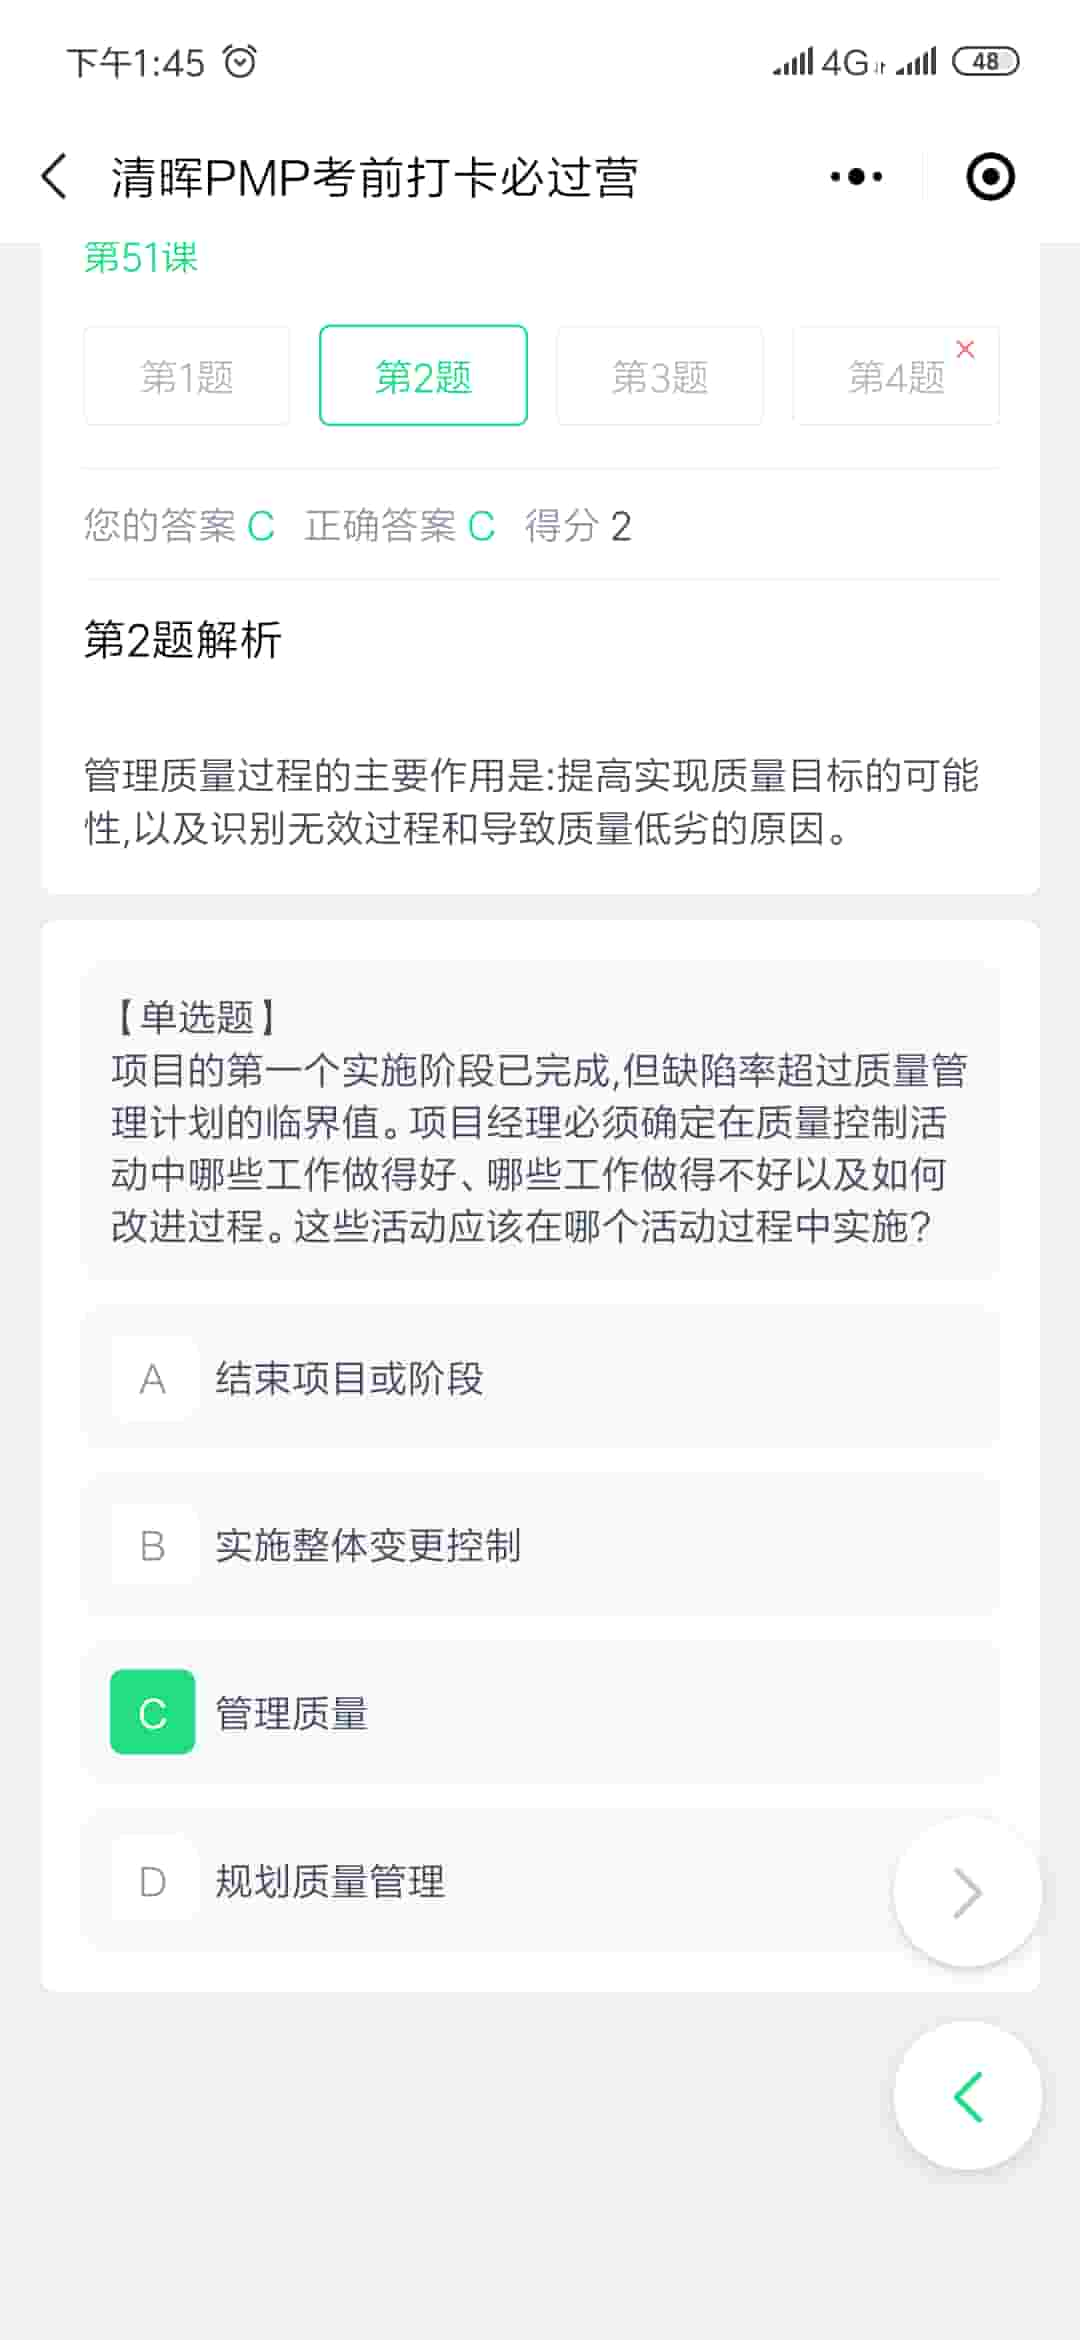 下午1:45 4G 48
清晖PMP考前打卡必过营
第51课
第1题 第2题 第3题 第4题
您的答案 C 正确答案 C 得分 2
第2题解析
管理质量过程的主要作用是:提高实现质量目标的可能
性,以及识别无效过程和导致质量低劣的原因。
【单选题】
项目的第一个实施阶段已完成,但缺陷率超过质量管
理计划的临界值。项目经理必须确定在质量控制活
动中哪些工作做得好、哪些工作做得不好以及如何
改进过程。这些活动应该在哪个活动过程中实施?
A 结束项目或阶段
B 实施整体变更控制
C 管理质量
D 规划质量管理